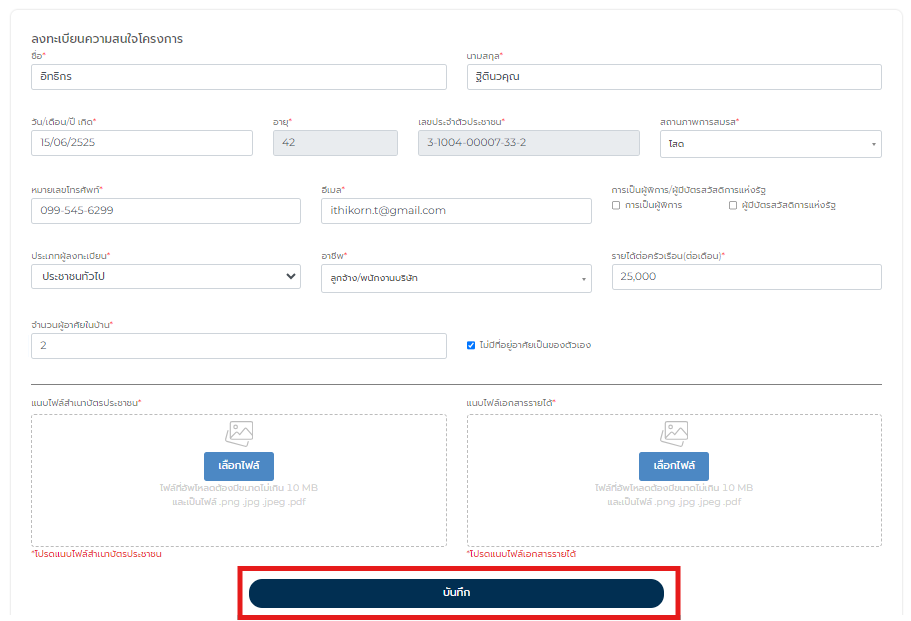 ลงทะเบียนความสนใจโครงการ
ชื่อ* นามสกุล*
อิทธิกร ฐิตินวคุณ
วัน/เดือน/ปี เกิด* อายุ* เลขประจำตัวประชาชน* สถานภาพการสมรส*
15/06/2525 42 3-1004-00007-33-2 โสด
หมายเลขโทรศัพท์* อีเมล* การเป็นผู้พิการ/ผู้มีบัตรสวัสดิการแห่งรัฐ
099-545-6299 ithikorn.t@gmail.com การเป็นผู้พิการ ผู้มีบัตรสวัสดิการแห่งรัฐ
ประเภทผู้ลงทะเบียน* อาชีพ* รายได้ต่อครัวเรือน(ต่อเดือน)*
ประชาชนทั่วไป ลูกจ้าง/พนักงานบริษัท 25,000
จำนวนผู้อาศัยในบ้าน*
2 ไม่มีที่อยู่อาศัยเป็นของตัวเอง
แนบไฟล์สำเนาบัตรประชาชน* แนบไฟล์เอกสารรายได้*
เลือกไฟล์ เลือกไฟล์
ไฟล์ที่อัพโหลดต้องมีขนาดไม่เกิน 10 MB ไฟล์ที่อัพโหลดต้องมีขนาดไม่เกิน 10 MB
และเป็นไฟล์ .png .jpg .jpeg .pdf และเป็นไฟล์ .png .jpg .jpeg .pdf
*โปรดแนบไฟล์สำเนาบัตรประชาชน *โปรดแนบไฟล์เอกสารรายได้
บันทึก